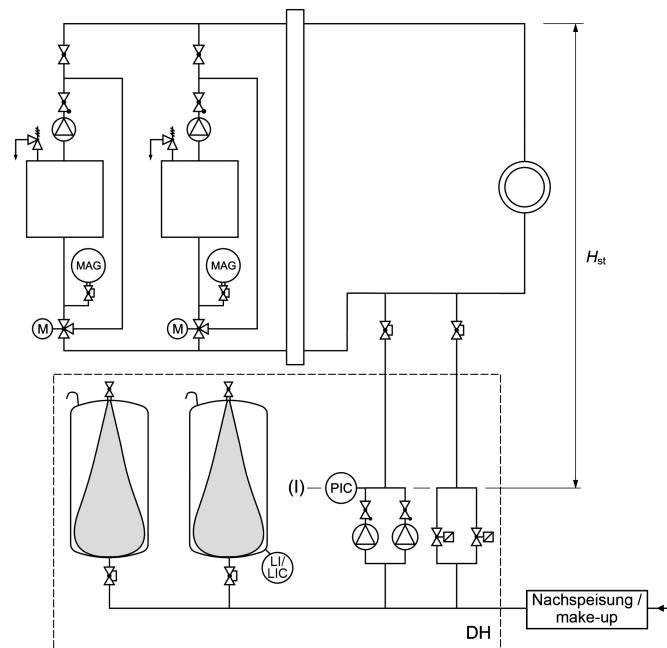 MAG
MAG
H st
M
M
(I)
PIC
LI/
LIC
Nachspeisung /
make-up
DH